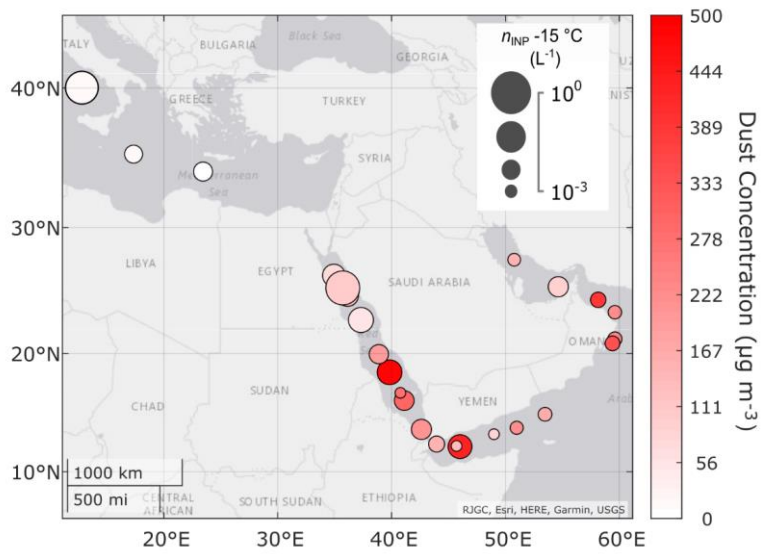 ITALY
BULGARIA
Black Sea
GEORGIA
GREECE
TURKEY
SYRIA
Mediterranean
Sea
LIBYA
EGYPT
SAUDI ARABIA
OMAN
CHAD
SUDAN
YEMEN
CENTRAL
AFRICAN
SOUTH SUDAN
ETHIOPIA
nINP -15 °C
(L-1)
10⁰
10-3
40°N
30°N
20°N
10°N
20°E
30°E
40°E
50°E
60°E
1000 km
500 mi
RJGC, Esri, HERE, Garmin, USGS
500
444
389
333
278
222
167
111
56
0
Dust Concentration (µg m-3)